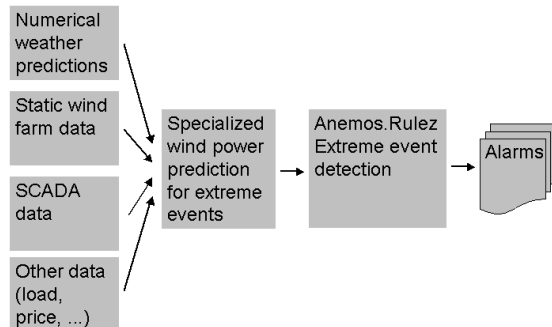 Numerical
weather
predictions
Static wind
farm data
SCADA
data
Other data
(load,
price, ...)
Specialized
wind power
prediction
for extreme
events
Anemos.Rulez
Extreme event
detection
Alarms